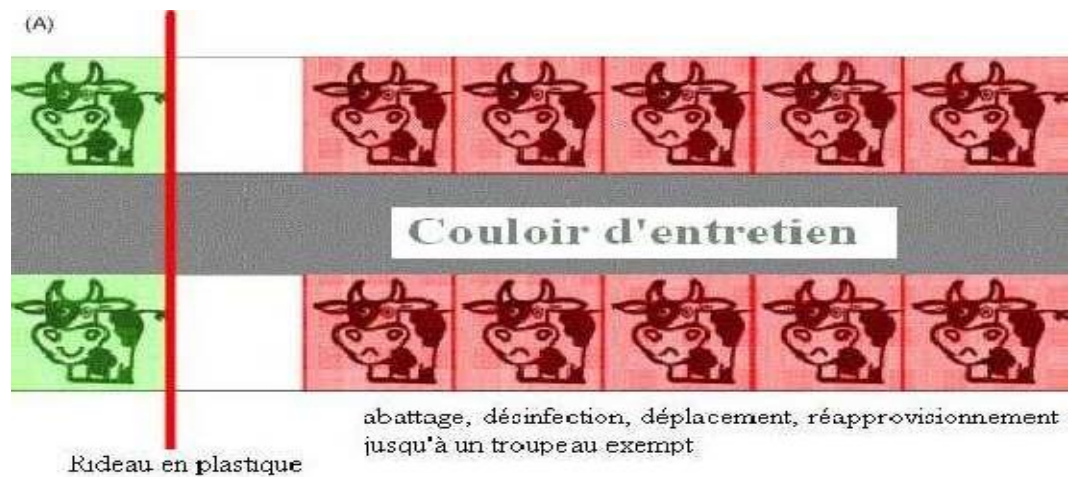 (A)
Couloir d'entretien
abattage, désinfection, déplacement, réapprovisionnement
jusqu'à un troupeau exempt
Rideau en plastique